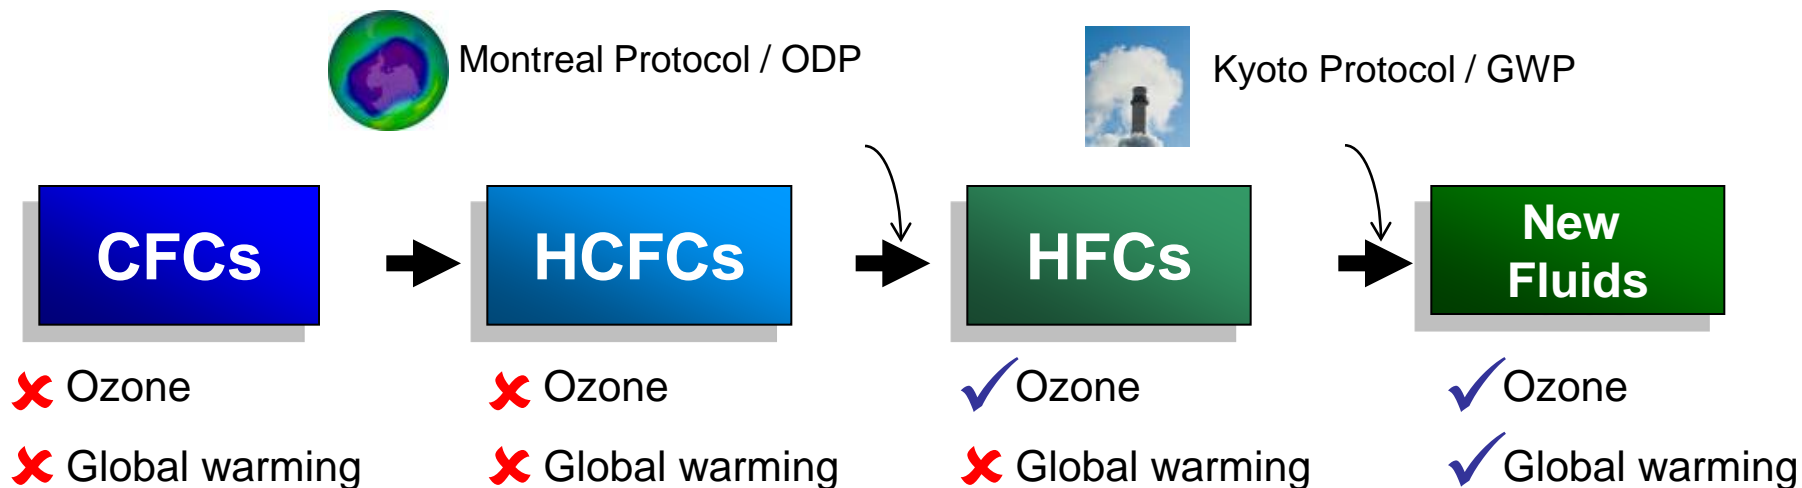 Montreal Protocol / ODP
Kyoto Protocol / GWP
CFCs
HCFCs
HFCs
New
Fluids
Ozone
Ozone
Ozone
Ozone
Global warming
Global warming
Global warming
Global warming